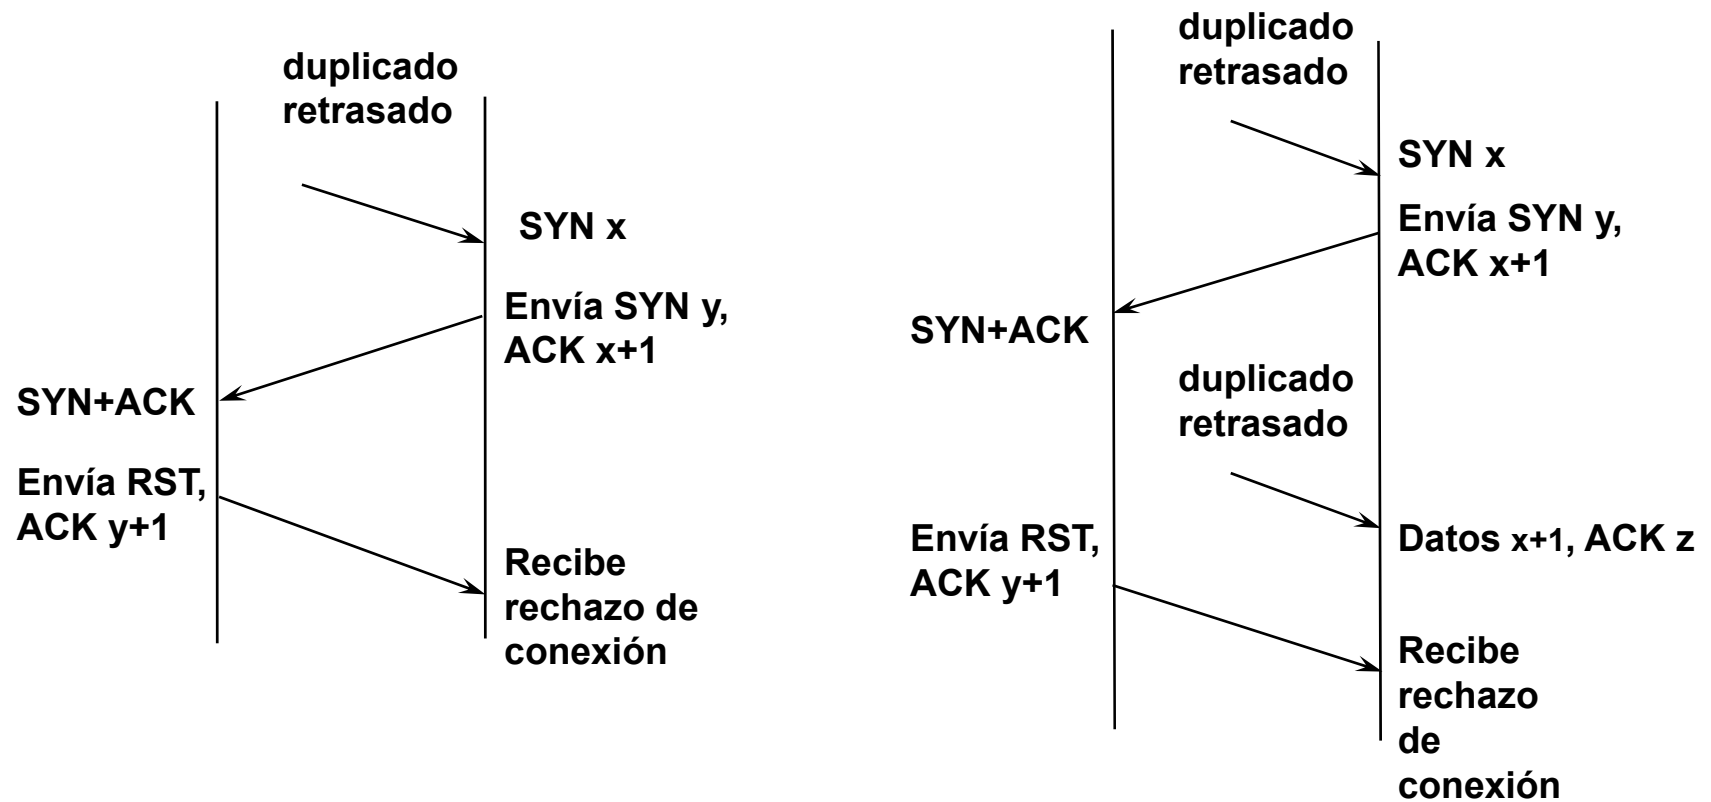 duplicado
retrasado
SYN x
Envía SYN y,
ACK x+1
SYN+ACK
Envía RST,
ACK y+1
Recibe
rechazo de
conexión
duplicado
retrasado
SYN x
Envía SYN y,
ACK x+1
SYN+ACK
duplicado
retrasado
Envía RST,
ACK y+1
Datos x+1, ACK z
Recibe
rechazo
de
conexión